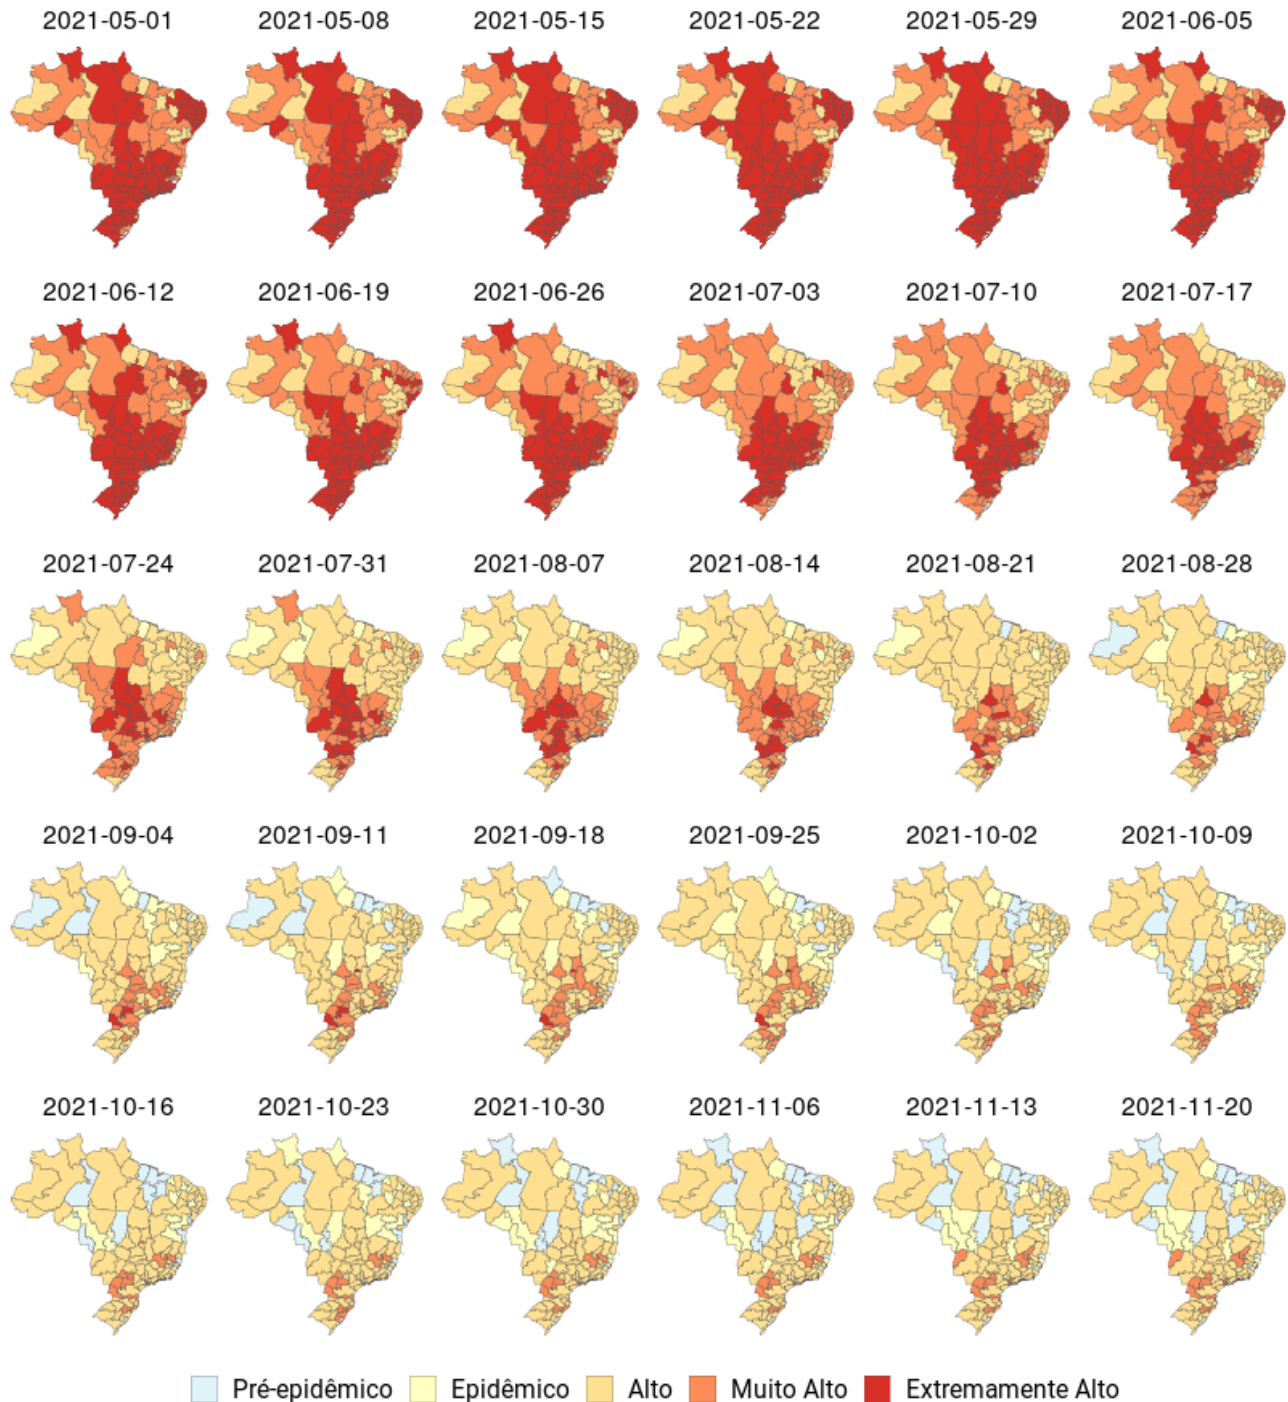 2021-05-01 2021-05-08 2021-05-15 2021-05-22 2021-05-29 2021-06-05
2021-06-12 2021-06-19 2021-06-26 2021-07-03 2021-07-10 2021-07-17
2021-07-24 2021-07-31 2021-08-07 2021-08-14 2021-08-21 2021-08-28
2021-09-04 2021-09-11 2021-09-18 2021-09-25 2021-10-02 2021-10-09
2021-10-16 2021-10-23 2021-10-30 2021-11-06 2021-11-13 2021-11-20
Pré-epidêmico Epidêmico Alto Muito Alto Extremamente Alto